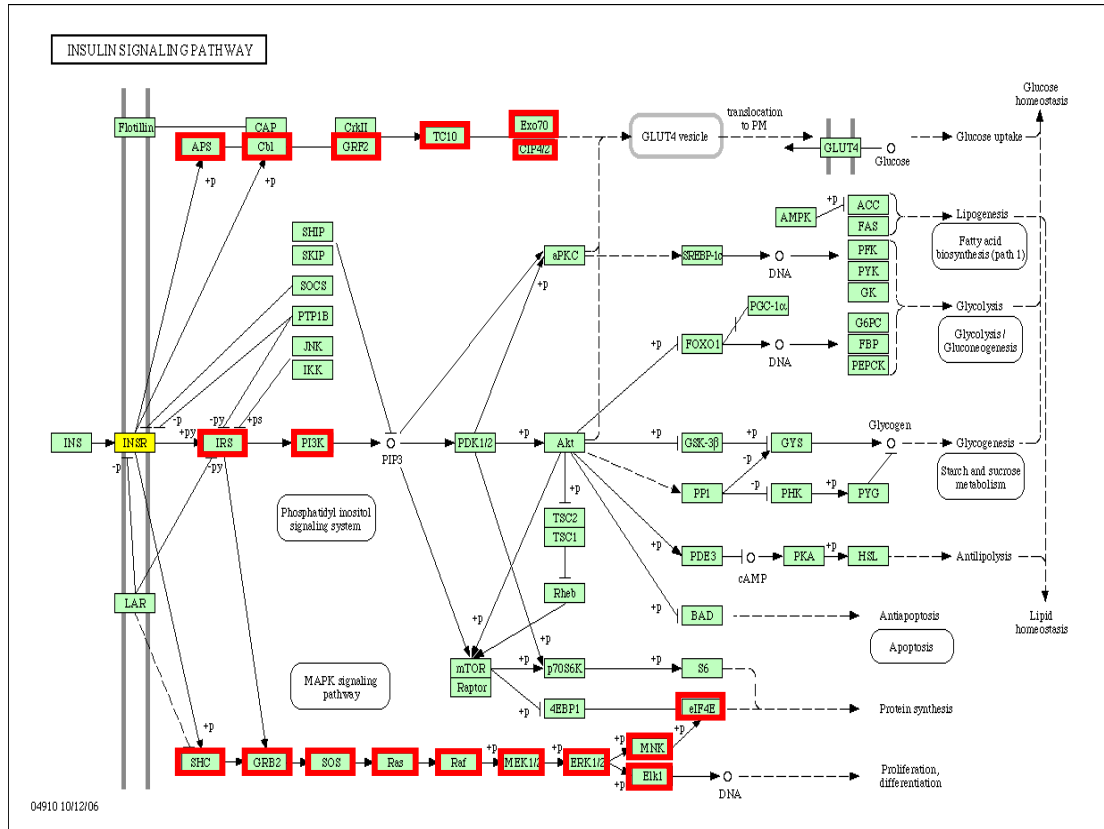 INSULIN SIGNALING PATHWAY
Glucose
homeostasis
Flotillin
CAP
CrkII
TC10
Exo70
translocation
to PM
APS
Cbl
GRF2
CIP4/2
GLUT4 vesicle
GLUT4
Glucose
Glucose uptake
+p
+p
SHIP
SKIP
SOCS
PTP1B
JNK
IKK
aPKC
+p
SREBP-1c
DNA
AMPK
+p
ACC
FAS
PFK
PYK
GK
Lipogenesis
Fatty acid
biosynthesis (path 1)
PGC-1α
FOXO1
+p
DNA
G6PC
FBP
PEPCK
Glycolysis
Glycolysis /
Gluconeogenesis
INS
INSR
-p
+py
-py
+ps
IRS
PI3K
PIP3
PDK1/2
+p
Akt
+p
GSK-3β
+p
GYS
Glycogen
Glycogenesis
-p
-py
-p
Starch and sucrose
metabolism
+p
PP1
-p
PHK
+p
PYG
Phosphatidyl inositol
signaling system
TSC2
TSC1
+p
PDE3
cAMP
PKA
+p
HSL
Antilipolysis
LAR
Rheb
+p
BAD
Antiapoptosis
Apoptosis
Lipid
homeostasis
+p
+p
MAPK signaling
pathway
mTOR
Raptor
+p
p70S6K
+p
S6
+p
4EBP1
eIF4E
Protein synthesis
+p
SHC
GRB2
SOS
Ras
Raf
+p
MEK1/2
+p
ERK1/2
+p
MNK
+p
+p
Elk1
DNA
Proliferation,
differentiation
04910 10/12/06